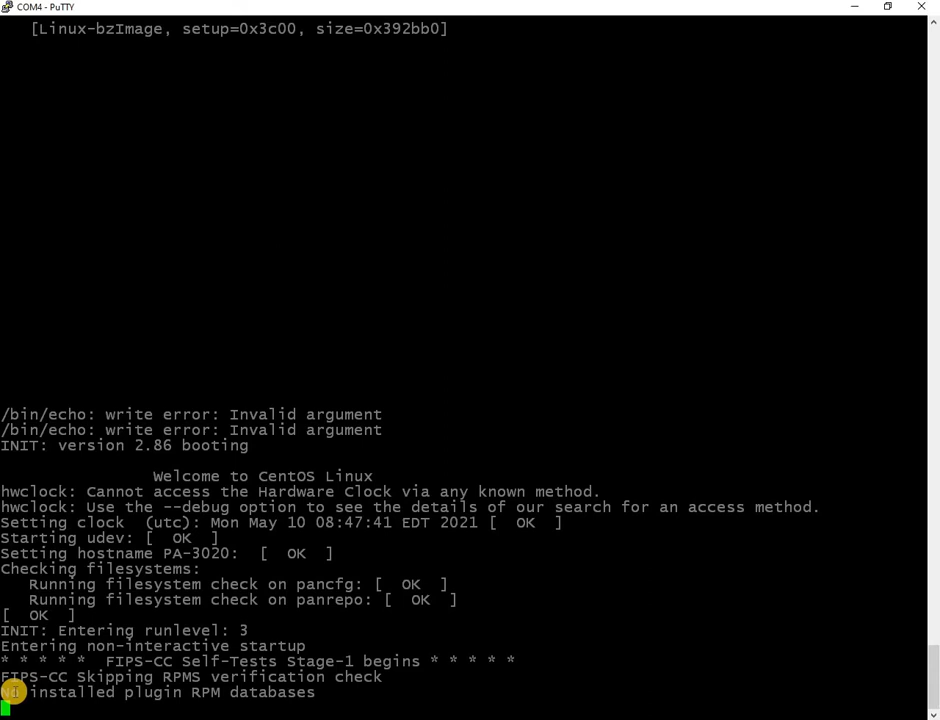 COM4 - PuTTY
[Linux-bzImage, setup=0x3c00, size=0x392bb0]
/bin/echo: write error: Invalid argument
/bin/echo: write error: Invalid argument
INIT: version 2.86 booting
Welcome to CentOS Linux
hwclock: Cannot access the Hardware Clock via any known method.
hwclock: Use the --debug option to see the details of our search for an access method.
Setting clock  (utc): Mon May 10 08:47:41 EDT 2021 [  OK  ]
Starting udev: [  OK  ]
Setting hostname PA-3020:  [  OK  ]
Checking filesystems:
   Running filesystem check on pancfg: [  OK  ]
   Running filesystem check on panrepo: [  OK  ]
[  OK  ]
INIT: Entering runlevel: 3
Entering non-interactive startup
* * * * *  FIPS-CC Self-Tests Stage-1 begins * * * * *
FIPS-CC Skipping RPMS verification check
No installed plugin RPM databases